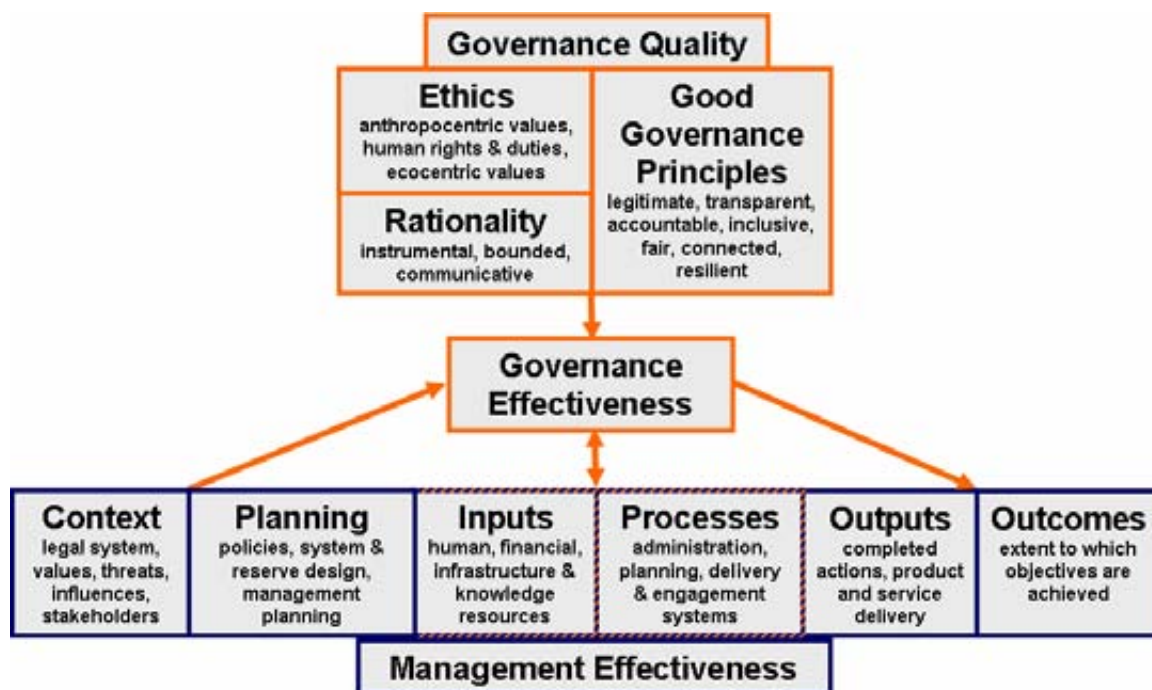 Governance Quality
Ethics
anthropocentric values,
human rights & duties,
ecocentric values
Rationality
instrumental, bounded,
communicative
Good
Governance
Principles
legitimate, transparent,
accountable, inclusive,
fair, connected,
resilient
Governance
Effectiveness
Context
legal system,
values, threats,
influences,
stakeholders
Planning
policies, system &
reserve design,
management
planning
Inputs
human, financial,
infrastructure &
knowledge
resources
Processes
administration,
planning, delivery
& engagement
systems
Outputs
completed
actions, product
and service
delivery
Outcomes
extent to which
objectives are
achieved
Management Effectiveness